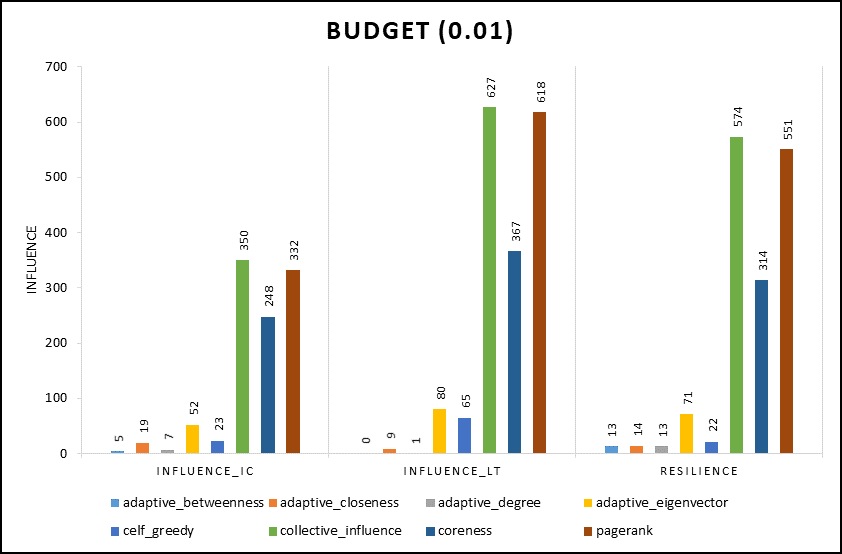 BUDGET (0.01)
INFLUENCE
700
600
500
400
300
200
100
0
5 19 7 52 23 350 248 332
0 9 1 80 65 627 367 618
13 14 13 71 22 574 314 551
INFLUENCE_IC INFLUENCE_LT RESILIENCE
adaptive_betweenness adaptive_closeness adaptive_degree adaptive_eigenvector
celf_greedy collective_influence coreness pagerank